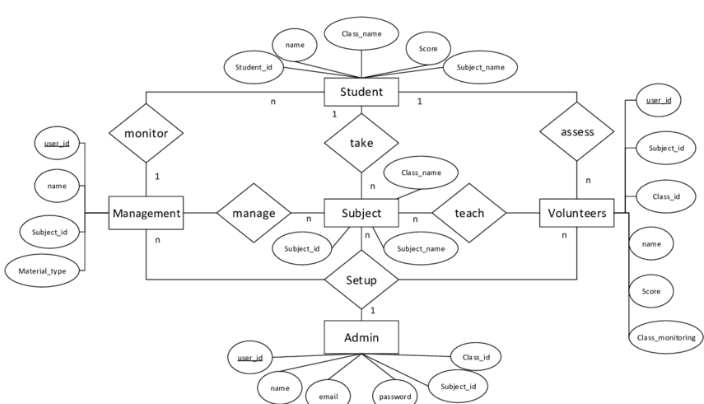 Class_name
name
Score
Student_id
Subject_name
Student
n
1
1
user_id
monitor
take
assess
user_id
Subject_id
name
1
n
Class_name
n
Class_id
Management
manage
n
Subject
n
teach
Volunteers
Subject_id
n
Subject_id
n
Subject_name
n
name
Material_type
Setup
Score
1
Admin
Class_monitoring
user_id
Class_id
name
email
password
Subject_id